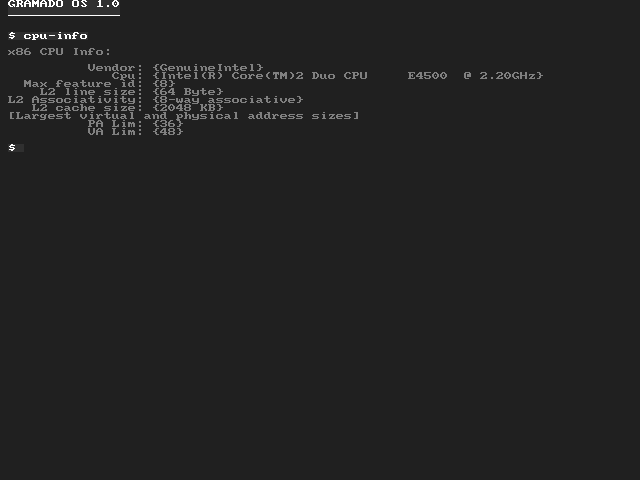 GRAMADO OS 1.0
$ cpu-info
x86 CPU Info:
Vendor: {GenuineIntel}
Cpu: {Intel(R) Core(TM)2 Duo CPU     E4500  @ 2.20GHz}
Max feature id: {8}
L2 line size: {64 Byte}
L2 Associativity: {8-way associative}
L2 cache size: {2048 KB}
[Largest virtual and physical address sizes]
PA Lim: {36}
VA Lim: {48}
$